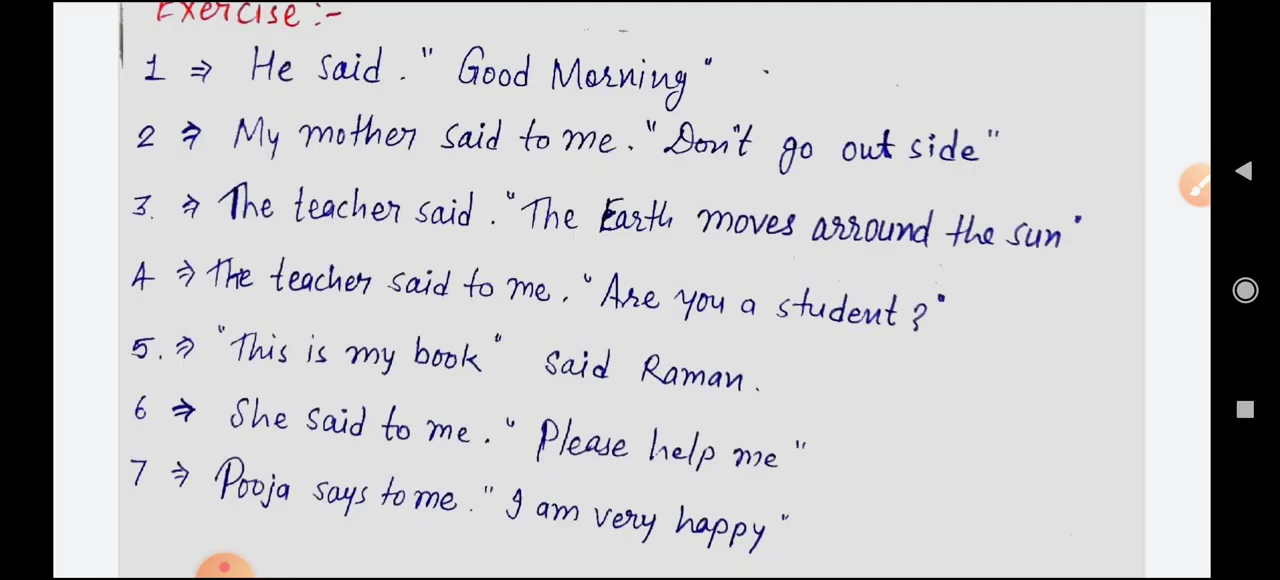 Exercise :-
1 ⇒ He said . " Good Morning "
2 ⇒ My mother said to me . " Don't go out side "
3. ⇒ The teacher said . " The Earth moves arround the sun "
4 ⇒ The teacher said to me . " Are you a student ? "
5. ⇒ " This is my book " said Raman .
6 ⇒ She said to me . " Please help me "
7 ⇒ Pooja says to me . " I am very happy "